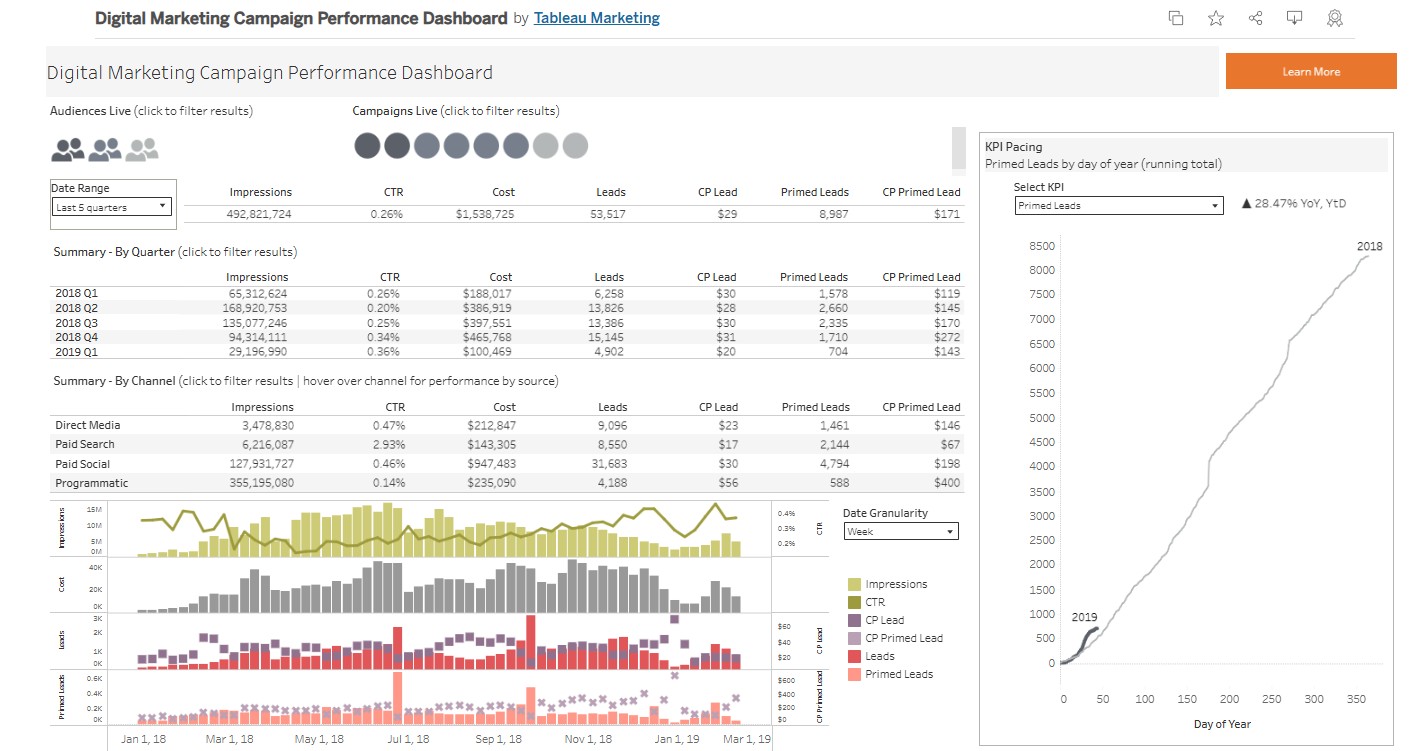 Digital Marketing Campaign Performance Dashboard by Tableau Marketing
Digital Marketing Campaign Performance Dashboard
Learn More
Audiences Live (click to filter results)
Campaigns Live (click to filter results)
Date Range
Last 5 quarters
Impressions CTR Cost Leads CP Lead Primed Leads CP Primed Lead
492,821,724 0.26% $1,538,725 53,517 $29 8,987 $171
Summary - By Quarter (click to filter results)
Impressions CTR Cost Leads CP Lead Primed Leads CP Primed Lead
2018 Q1 65,312,624 0.26% $188,017 6,258 $30 1,578 $119
2018 Q2 168,920,753 0.20% $386,919 13,826 $28 2,660 $145
2018 Q3 135,077,246 0.25% $397,551 13,386 $30 2,335 $170
2018 Q4 94,314,111 0.34% $465,768 15,145 $31 1,710 $272
2019 Q1 29,196,990 0.36% $100,469 4,902 $20 704 $143
Summary - By Channel (click to filter results | hover over channel for performance by source)
Impressions CTR Cost Leads CP Lead Primed Leads CP Primed Lead
Direct Media 3,478,830 0.47% $212,847 9,096 $23 1,461 $146
Paid Search 6,216,087 2.93% $143,305 8,550 $17 2,144 $67
Paid Social 127,931,727 0.46% $947,483 31,683 $30 4,794 $198
Programmatic 355,195,080 0.14% $235,090 4,188 $56 588 $400
Impressions
15M
10M
5M
0M
0.4%
0.3%
0.2%
CTR
Cost
40K
20K
0K
Leads
3K
2K
1K
0K
$60
$40
$20
CP Lead
Primed Leads
0.6K
0.4K
0.2K
0K
$600
$400
$200
$0
CP Primed Lead
Jan 1, 18 Mar 1, 18 May 1, 18 Jul 1, 18 Sep 1, 18 Nov 1, 18 Jan 1, 19 Mar 1, 19
Date Granularity
Week
Impressions
CTR
CP Lead
CP Primed Lead
Leads
Primed Leads
KPI Pacing
Primed Leads by day of year (running total)
Select KPI
Primed Leads
▲ 28.47% YoY, YtD
8500
8000
7500
7000
6500
6000
5500
5000
4500
4000
3500
3000
2500
2000
1500
1000
500
0
2018
2019
0 50 100 150 200 250 300 350
Day of Year